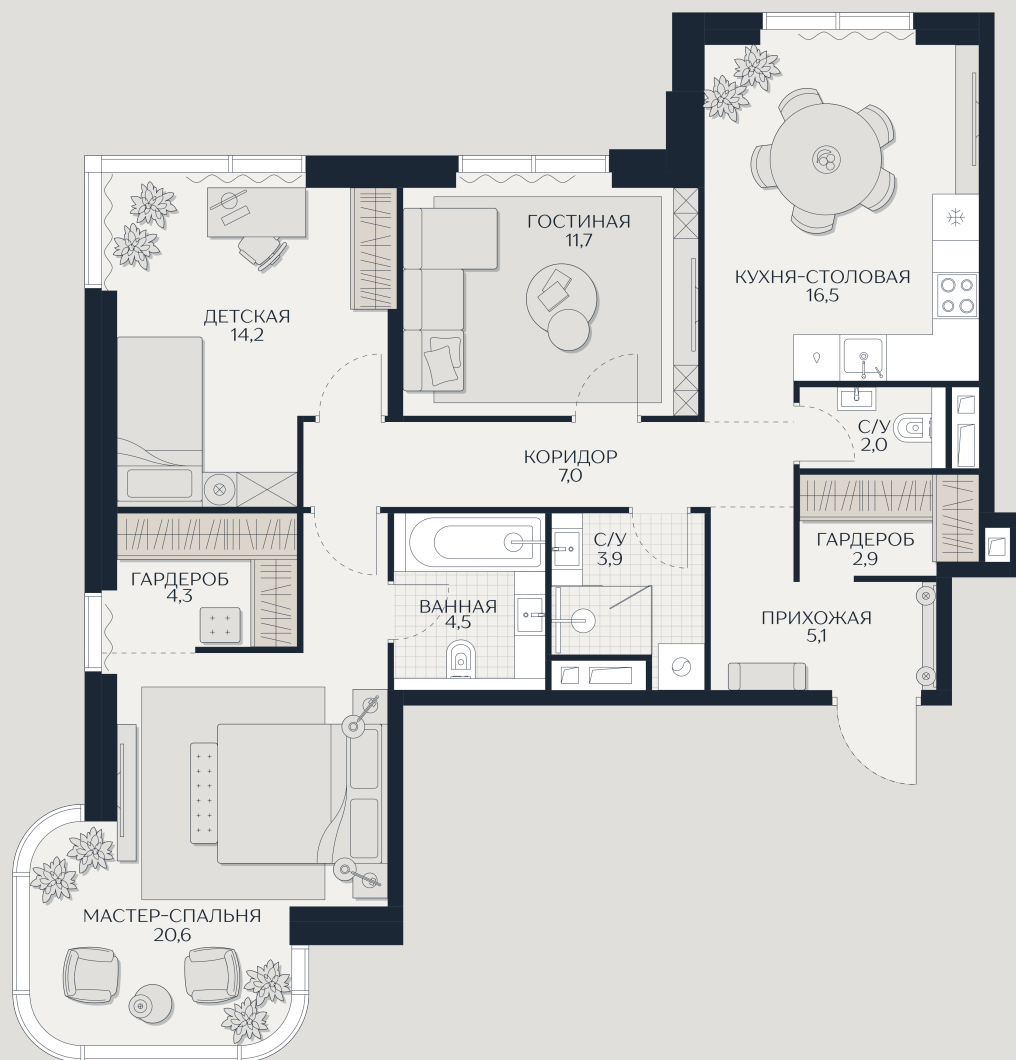 ГОСТИНАЯ
11,7
КУХНЯ-СТОЛОВАЯ
16,5
ДЕТСКАЯ
14,2
С/У
2,0
КОРИДОР
7,0
С/У
3,9
ГАРДЕРОБ
2,9
ГАРДЕРОБ
4,3
ВАННАЯ
4,5
ПРИХОЖАЯ
5,1
МАСТЕР-СПАЛЬНЯ
20,6